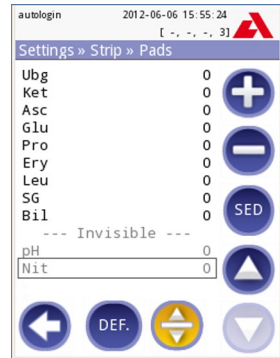 autologin 2012-06-06 15:55:24
[ -, -, -, 3]
Settings » Strip » Pads
Ubg 0
Ket 0
Asc 0
Glu 0
Pro 0
Ery 0
Leu 0
SG 0
Bil 0
SED
--- Invisible ---
pH 0
Nit 0
DEF.